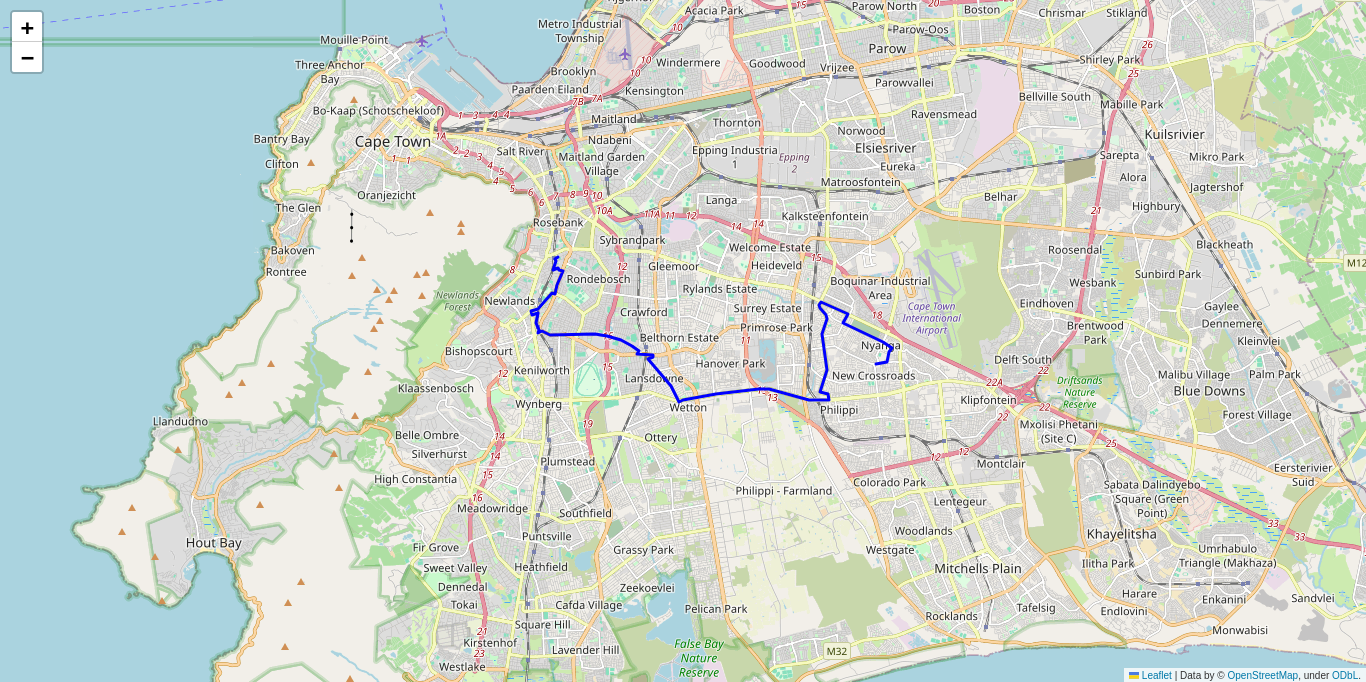 +
−
Acacia Park
Parow North
Boston
Chrismar
Stikland
Metro Industrial
Township
Mouille Point
Parow-Oos
Parow
26
Three Anchor
Bay
Brooklyn
Windermere
Goodwood
Vrijzee
Shirley Park
25
Paarden Eiland
Kensington
Parowvallei
Bellville South
Mabille Park
Bo-Kaap (Schotschekloof)
7B
7A
Maitland
Thornton
Ravensmead
Bantry Bay
Cape Town
Ndabeni
Norwood
Kuilsrivier
Elsiesriver
Salt River
Maitland Garden
Village
Epping Industria
1
Epping
2
Sarepta
Mikro Park
Clifton
Eureka
Oranjezicht
Matroosfontein
Alora
Jagtershof
Belhar
The Glen
Langa
Highbury
10A
11A
Kalksteenfontein
21
Rosebank
Sybrandpark
14
Bakoven
Welcome Estate
Roosendal
Blackheath
Rontree
Gleemoor
Heideveld
M12
Sunbird Park
Rondebosch
Rylands Estate
Boquinar Industrial
Area
Wesbank
Newlands
Newlands
Forest
Crawford
Surrey Estate
Cape Town
International
Airport
Eindhoven
Gaylee
Primrose Park
Brentwood
Park
Dennemere
Belthorn Estate
Nyanga
Kleinvlei
Bishopscourt
Hanover Park
Delft South
Kenilworth
Lansdowne
New Crossroads
Malibu Village
Palm Park
Klaassenbosch
22A
Driftsands
Nature
Reserve
Blue Downs
Wynberg
Wetton
13
Philippi
Klipfontein
Forest Village
Llandudno
Mxolisi Phetani
(Site C)
Belle Ombre
Ottery
Silverhurst
Plumstead
Montclair
Eersterivier
Suid
High Constantia
Philippi - Farmland
Colorado Park
Sabata Dalindyebo
Square (Green
Point)
Meadowridge
Southfield
Lentegeur
Woodlands
Puntsville
Hout Bay
Fir Grove
Grassy Park
Westgate
Khayelitsha
Umrhabulo
Triangle (Makhaza)
Sweet Valley
Heathfield
Mitchells Plain
Ilitha Park
Dennedal
Zeekoevlei
Harare
Enkanini
Sandvlei
Tokai
Cafda Village
Pelican Park
Rocklands
Tafelsig
Endlovini
Square Hill
Monwabisi
Kirstenhof
Lavender Hill
False Bay
Nature
Reserve
M32
Westlake
Leaflet | Data by © OpenStreetMap, under ODbL.